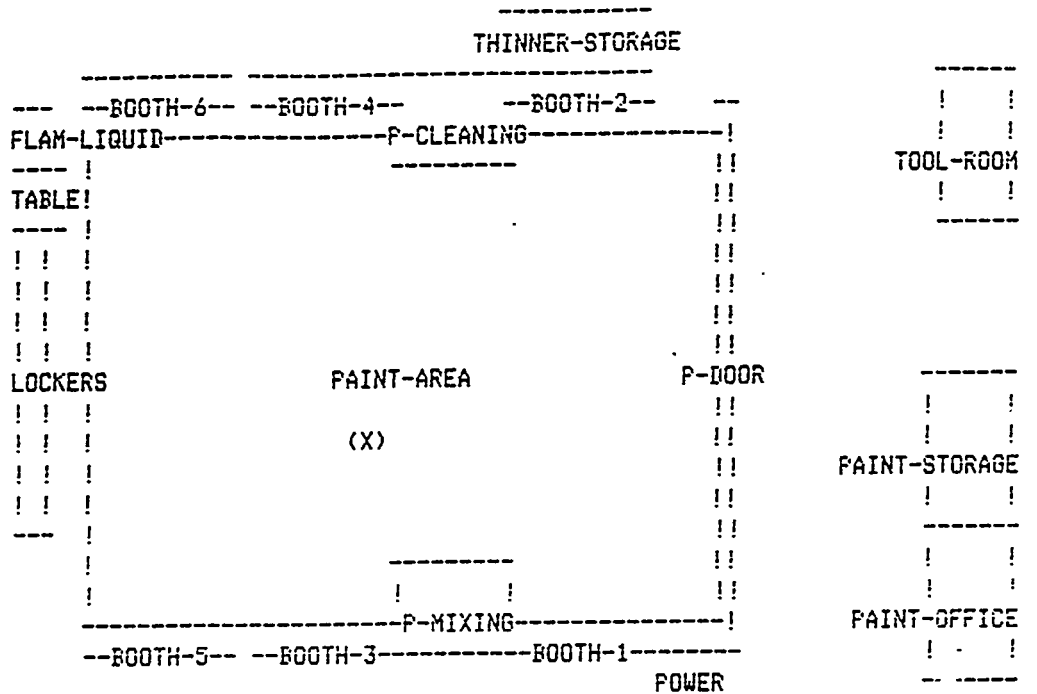 THINNER-STORAGE
BOOTH-6 BOOTH-4 BOOTH-2
FLAM-LIQUID P-CLEANING
TOOL-ROOM
TABLE
LOCKERS PAINT-AREA P-DOOR
(X)
PAINT-STORAGE
P-MIXING PAINT-OFFICE
BOOTH-5 BOOTH-3 BOOTH-1
POWER